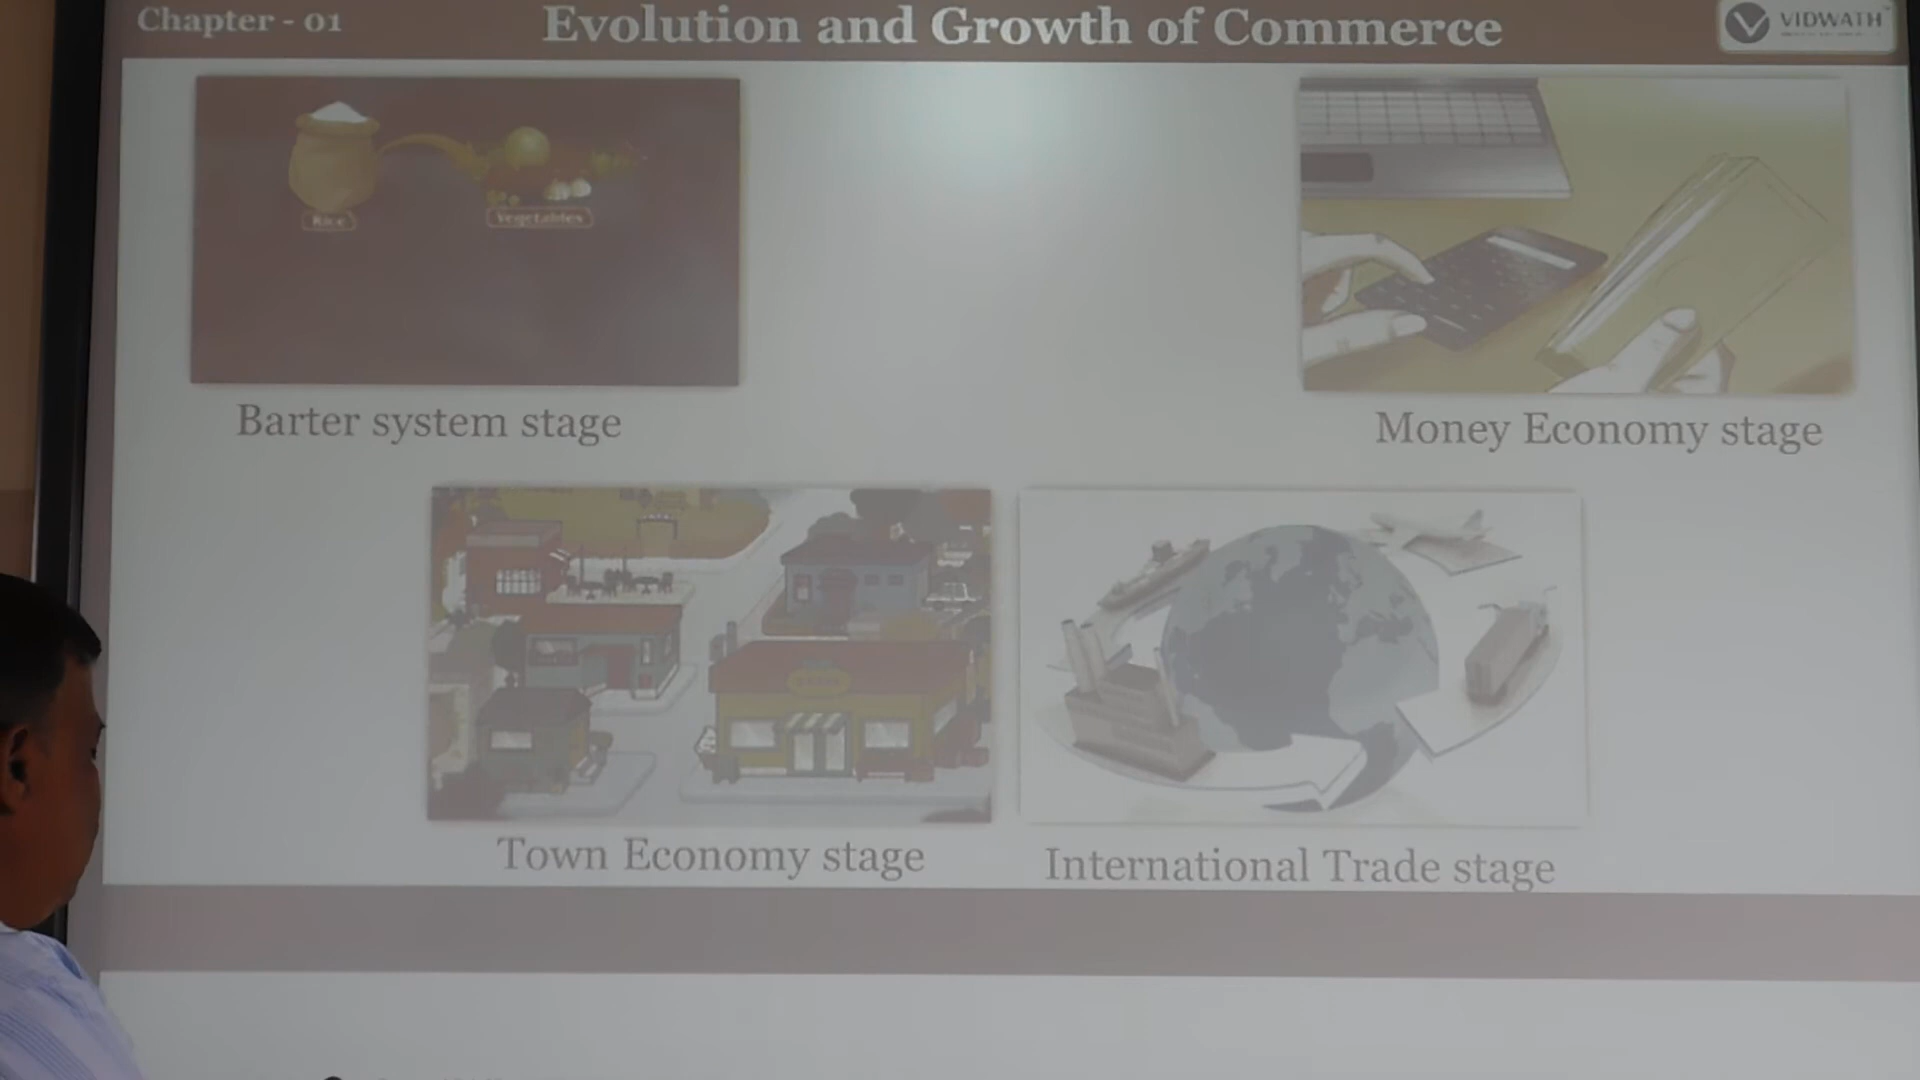 Chapter - 01
Evolution and Growth of Commerce
VIDWATH
Rice
Vegetables
Barter system stage
Money Economy stage
Town Economy stage
International Trade stage